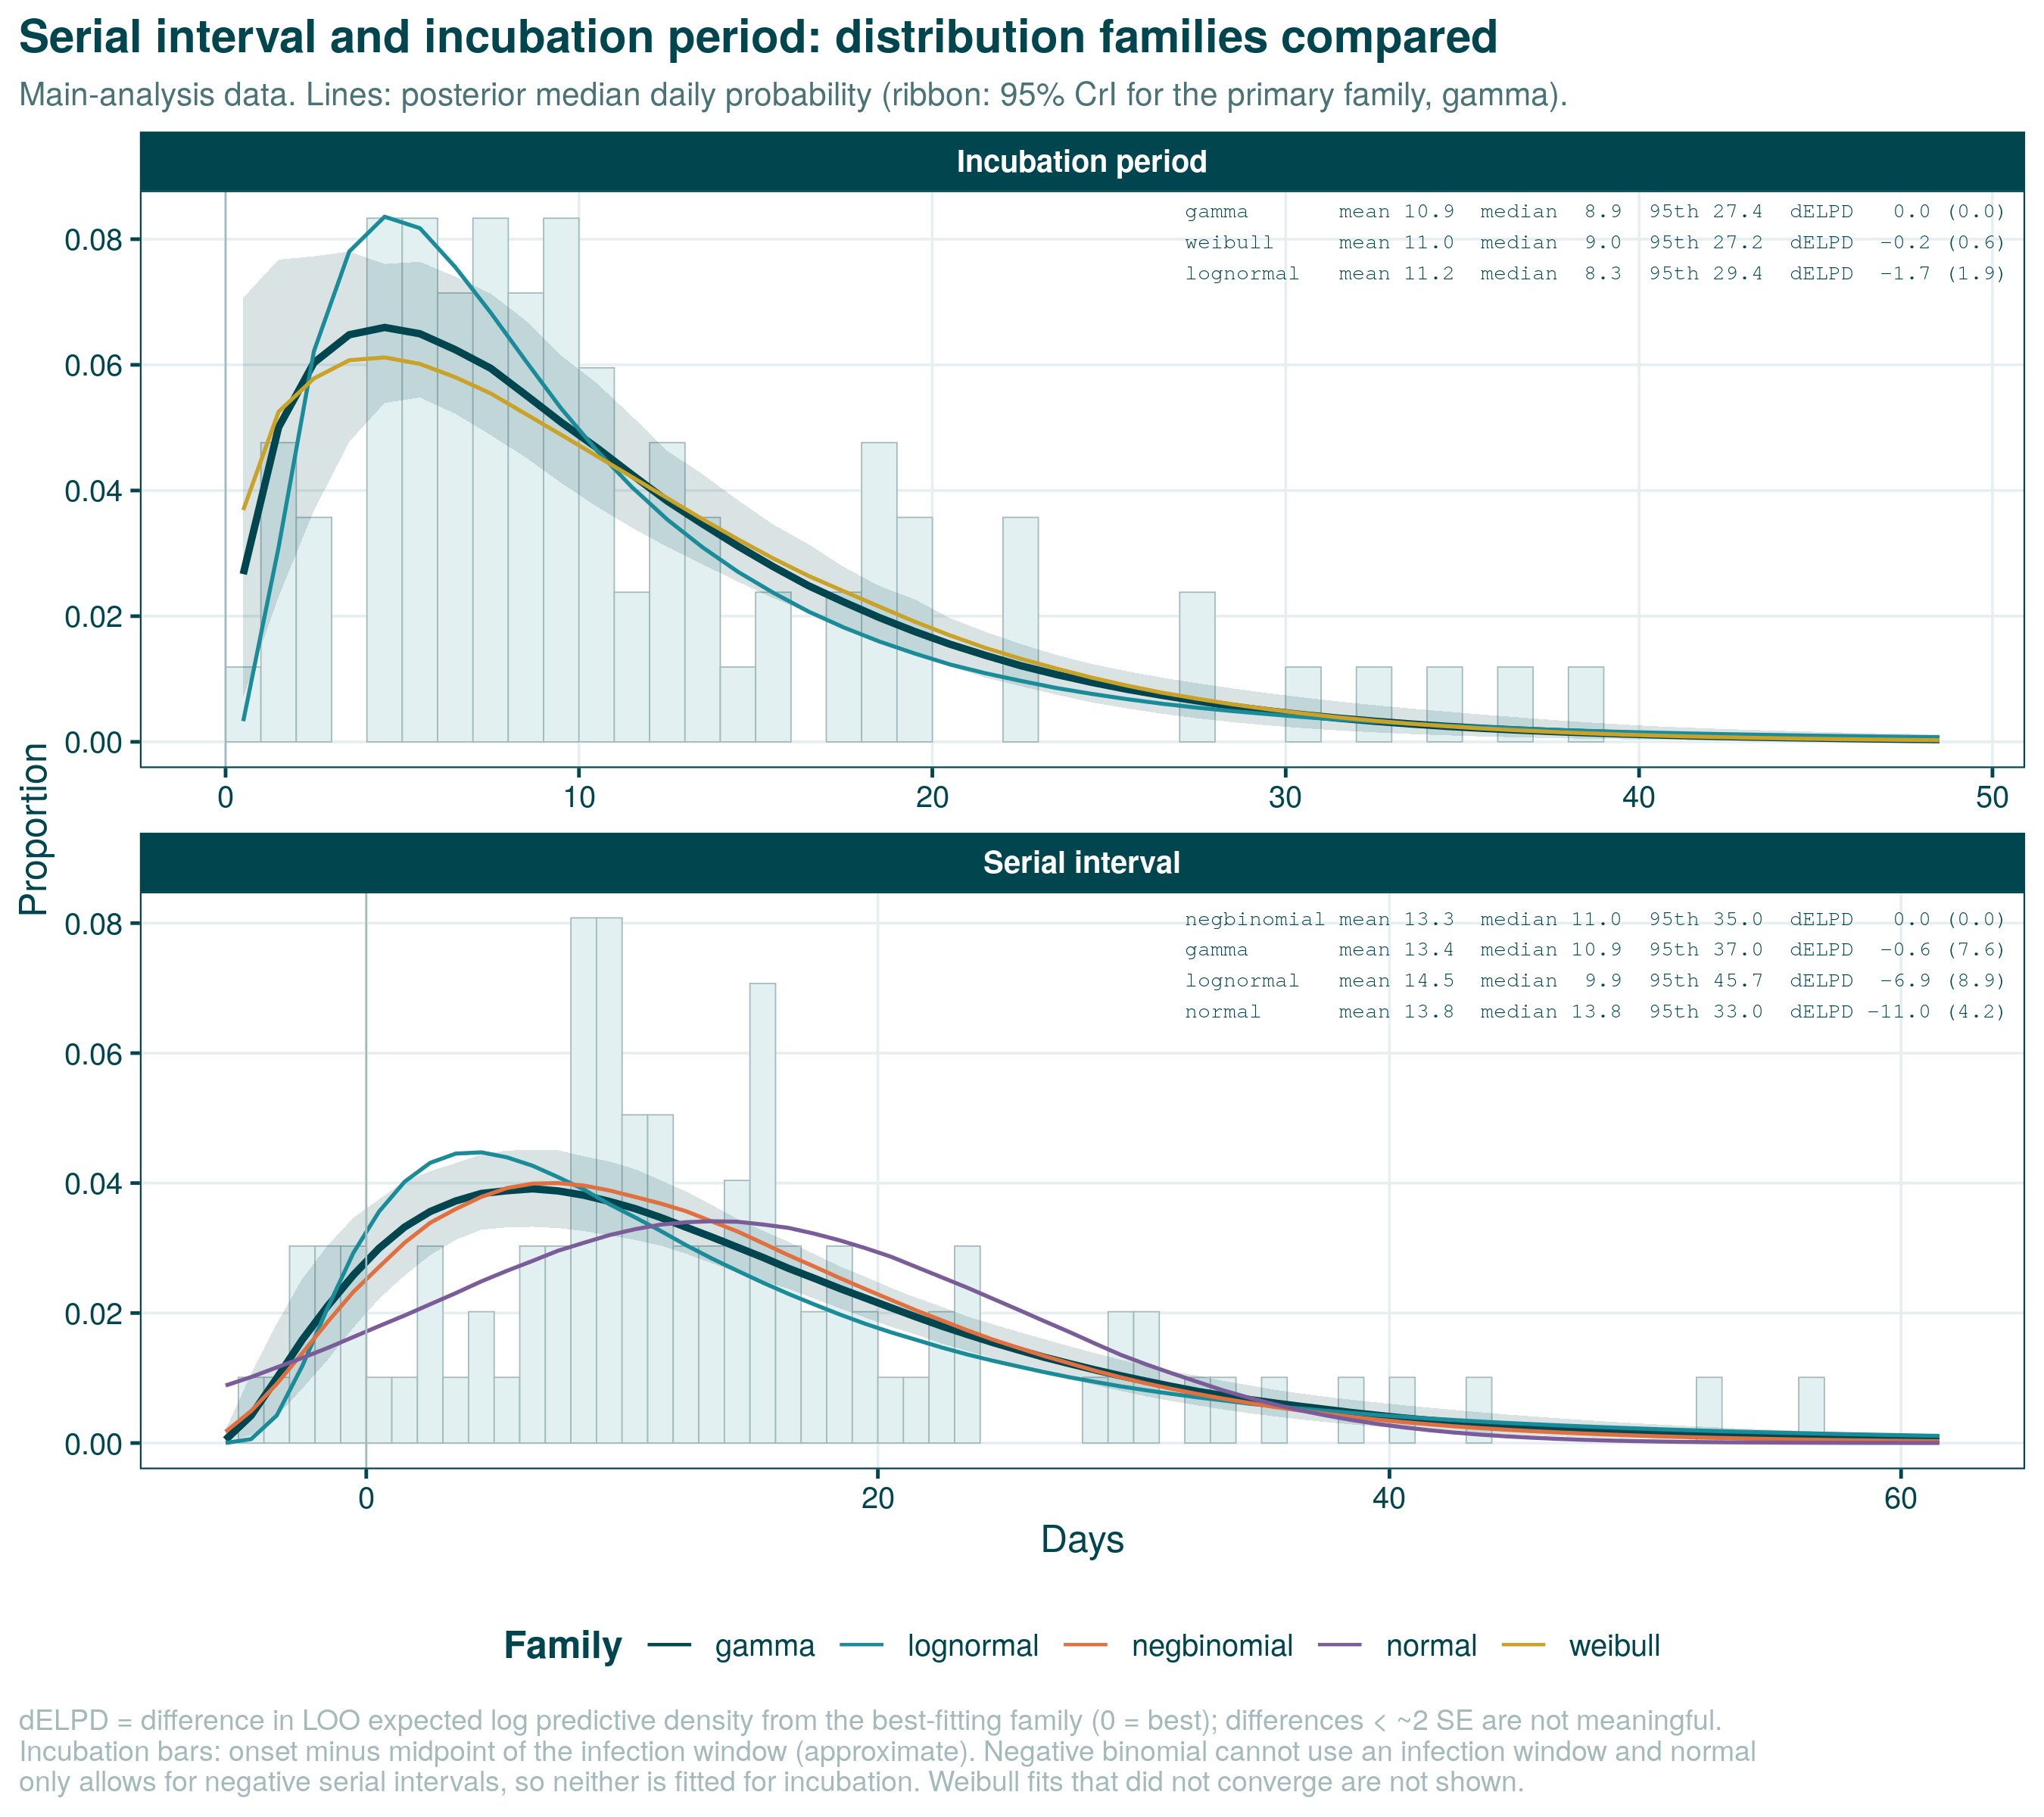 Serial interval and incubation period: distribution families compared
Main-analysis data. Lines: posterior median daily probability (ribbon: 95% CrI for the primary family, gamma).
Incubation period
gamma mean 10.9 median 8.9 95th 27.4 dELPD 0.0 (0.0)
weibull mean 11.0 median 9.0 95th 27.2 dELPD −0.2 (0.6)
lognormal mean 11.2 median 8.3 95th 29.4 dELPD −1.7 (1.9)
0.08
0.06
0.04
0.02
0.00
0 10 20 30 40 50
Proportion
Serial interval
negbinomial mean 13.3 median 11.0 95th 35.0 dELPD 0.0 (0.0)
gamma mean 13.4 median 10.9 95th 37.0 dELPD −0.6 (7.6)
lognormal mean 14.5 median 9.9 95th 45.7 dELPD −6.9 (8.9)
normal mean 13.8 median 13.8 95th 33.0 dELPD −11.0 (4.2)
0.08
0.06
0.04
0.02
0.00
0 20 40 60
Days
Family gamma lognormal negbinomial normal weibull
dELPD = difference in LOO expected log predictive density from the best-fitting family (0 = best); differences < ~2 SE are not meaningful.
Incubation bars: onset minus midpoint of the infection window (approximate). Negative binomial cannot use an infection window and normal
only allows for negative serial intervals, so neither is fitted for incubation. Weibull fits that did not converge are not shown.